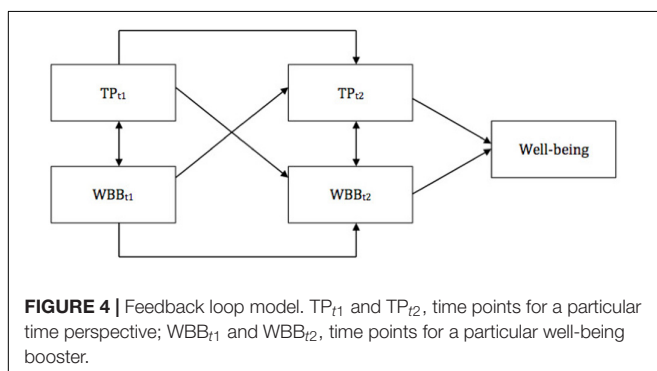 TPt1
TPt2
Well-being
WBBt1
WBBt2
FIGURE 4 | Feedback loop model. TPt1 and TPt2, time points for a particular
time perspective; WBBt1 and WBBt2, time points for a particular well-being
booster.